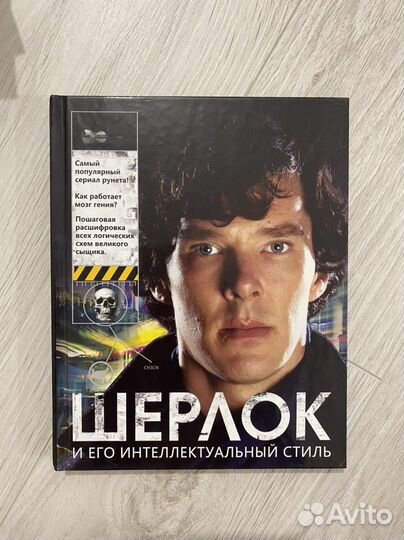 Самый
популярный
сериал рунета!
Как работает
мозг гения?
Пошаговая
расшифровка
всех логических
схем великого
сыщика.
CH3CN
ШЕРЛОК
И ЕГО ИНТЕЛЛЕКТУАЛЬНЫЙ СТИЛЬ
Avito